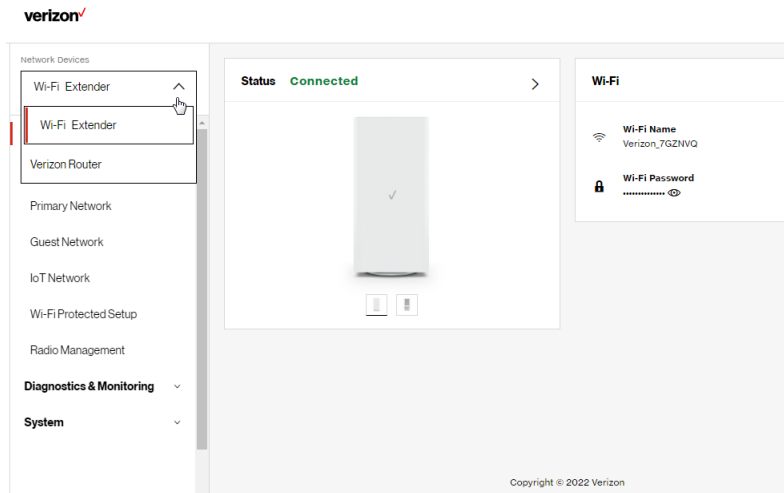 verizon✓
Network Devices
Wi-Fi Extender
Wi-Fi Extender
Verizon Router
Primary Network
Guest Network
IoT Network
Wi-Fi Protected Setup
Radio Management
Diagnostics & Monitoring
System
Status Connected
Wi-Fi
Wi-Fi Name
Verizon_7GZNVQ
Wi-Fi Password
••••••••••••••
Copyright © 2022 Verizon